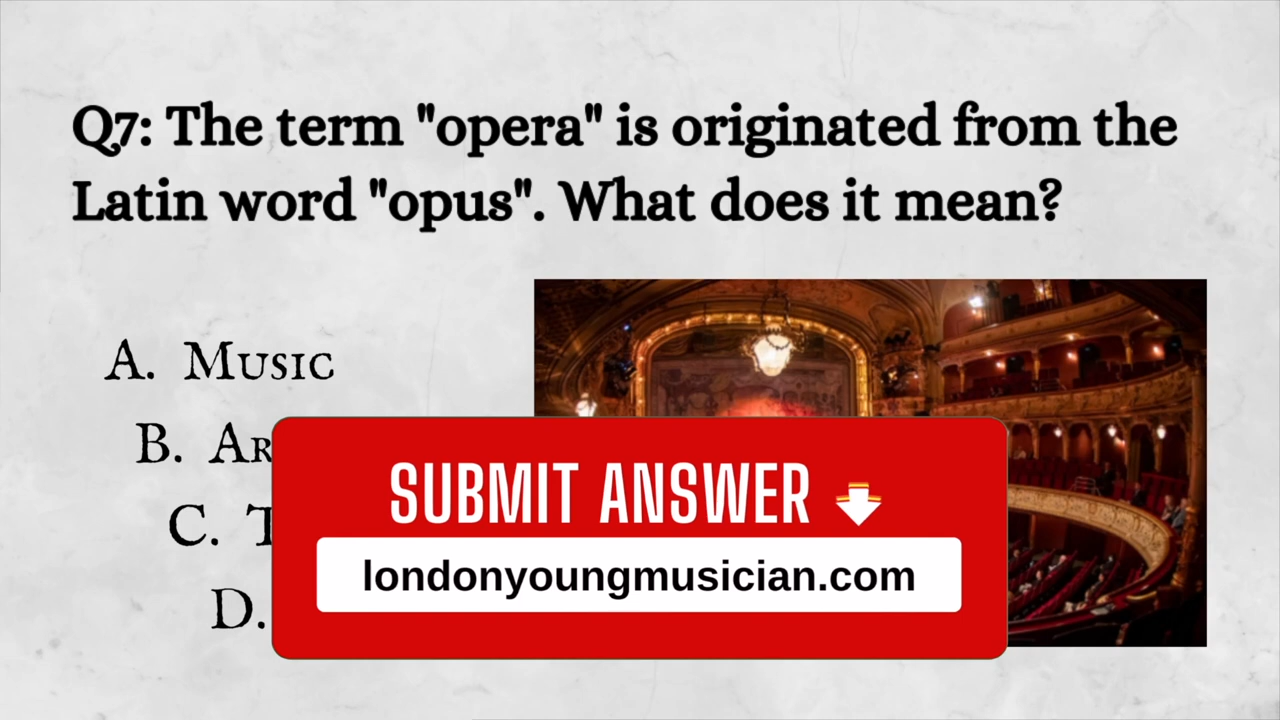 Q7: The term "opera" is originated from the
Latin word "opus". What does it mean?
A. Music
B.
C.
D.
SUBMIT ANSWER
londonyoungmusician.com